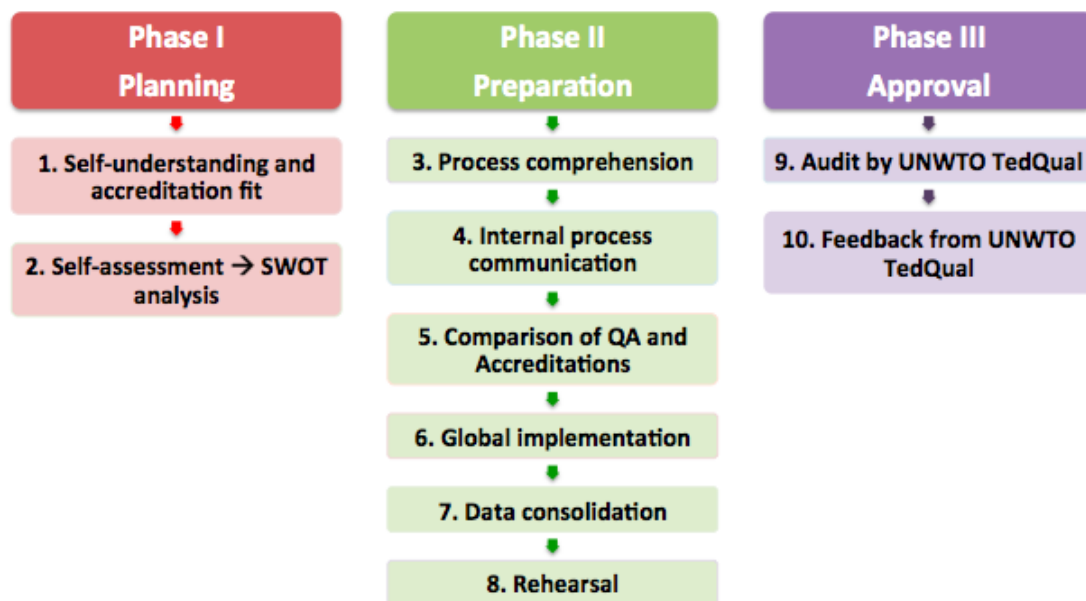 Phase I
Planning
1. Self-understanding and
accreditation fit
2. Self-assessment → SWOT
analysis
Phase II
Preparation
3. Process comprehension
4. Internal process
communication
5. Comparison of QA and
Accreditations
6. Global implementation
7. Data consolidation
8. Rehearsal
Phase III
Approval
9. Audit by UNWTO TedQual
10. Feedback from UNWTO
TedQual